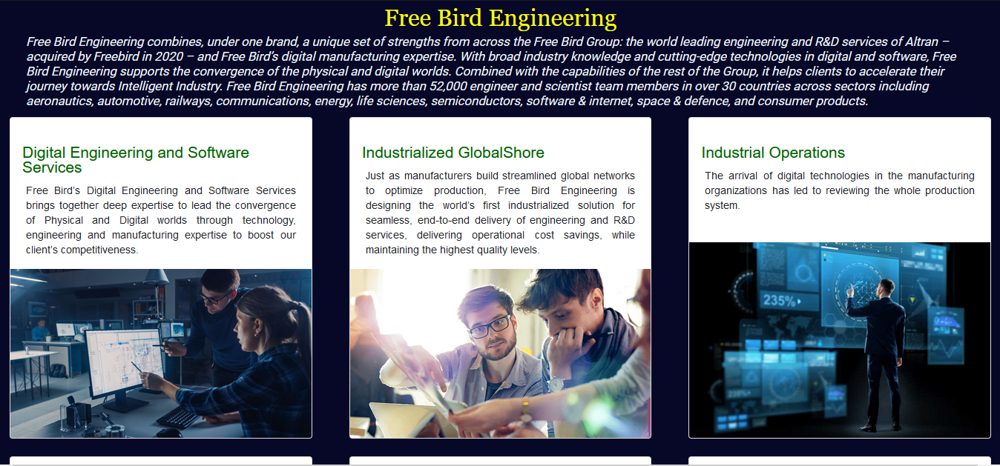 Free Bird Engineering
Free Bird Engineering combines, under one brand, a unique set of strengths from across the Free Bird Group: the world leading engineering and R&D services of Altran –
acquired by Freebird in 2020 – and Free Bird’s digital manufacturing expertise. With broad industry knowledge and cutting-edge technologies in digital and software, Free
Bird Engineering supports the convergence of the physical and digital worlds. Combined with the capabilities of the rest of the Group, it helps clients to accelerate their
journey towards Intelligent Industry. Free Bird Engineering has more than 52,000 engineer and scientist team members in over 30 countries across sectors including
aeronautics, automotive, railways, communications, energy, life sciences, semiconductors, software & internet, space & defence, and consumer products.
Digital Engineering and Software
Services
Free Bird’s Digital Engineering and Software Services
brings together deep expertise to lead the convergence
of Physical and Digital worlds through technology,
engineering and manufacturing expertise to boost our
client’s competitiveness.
Industrialized GlobalShore
Just as manufacturers build streamlined global networks
to optimize production, Free Bird Engineering is
designing the world’s first industrialized solution for
seamless, end-to-end delivery of engineering and R&D
services, delivering operational cost savings, while
maintaining the highest quality levels.
Industrial Operations
The arrival of digital technologies in the manufacturing
organizations has led to reviewing the whole production
system.
235%
235%